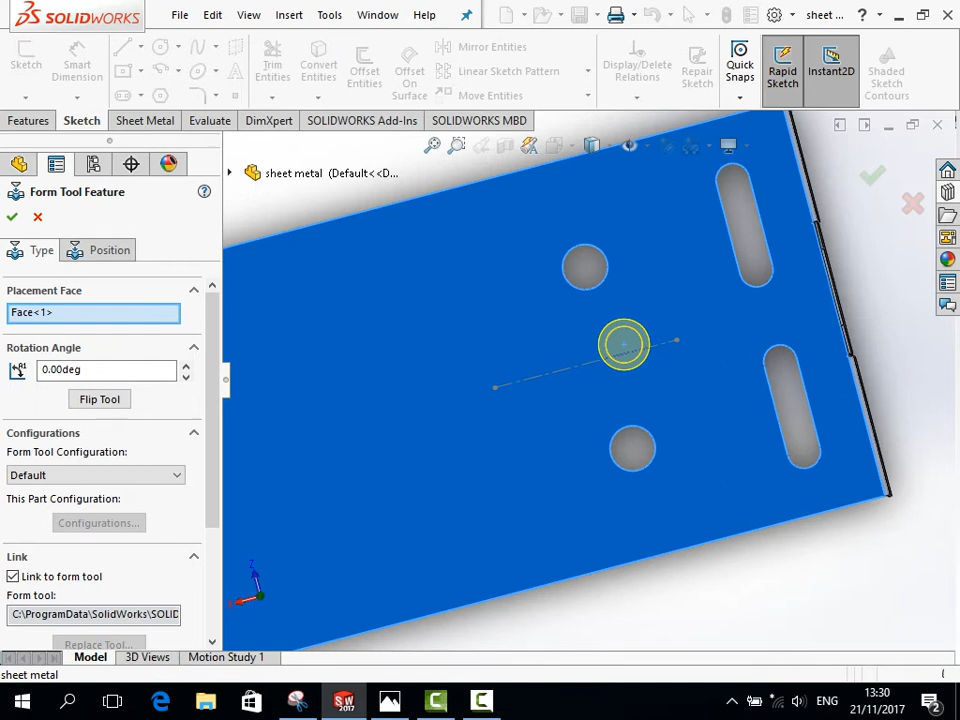 SOLIDWORKS File Edit View Insert Tools Window Help sheet ... ?
Sketch Smart Dimension Trim Entities Convert Entities Offset Entities Offset On Surface Mirror Entities Display/Delete Relations Repair Sketch Quick Snaps Rapid Sketch Instant2D Shaded Sketch Contours
Linear Sketch Pattern
Move Entities
Features Sketch Sheet Metal Evaluate DimXpert SOLIDWORKS Add-Ins SOLIDWORKS MBD
sheet metal (Default<<D...
Form Tool Feature ?
Type Position
Placement Face
Face<1>
Rotation Angle
0.00deg
Flip Tool
Configurations
Form Tool Configuration:
Default
This Part Configuration:
Configurations...
Link
Link to form tool
Form tool:
C:\ProgramData\SolidWorks\SOLID
Replace Tool...
Z
Model 3D Views Motion Study 1
sheet metal
SW 2017 ENG 13:30
21/11/2017 2